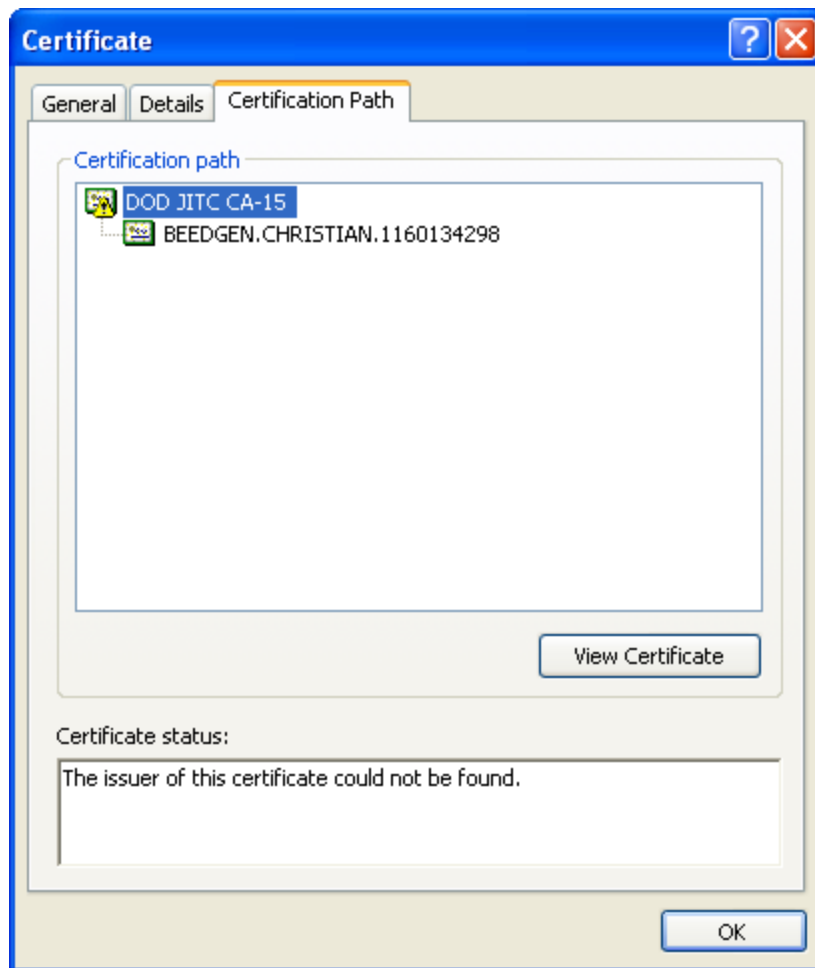 Certificate
General Details Certification Path
Certification path
DOD JITC CA-15
BEEDGEN.CHRISTIAN.1160134298
View Certificate
Certificate status:
The issuer of this certificate could not be found.
OK